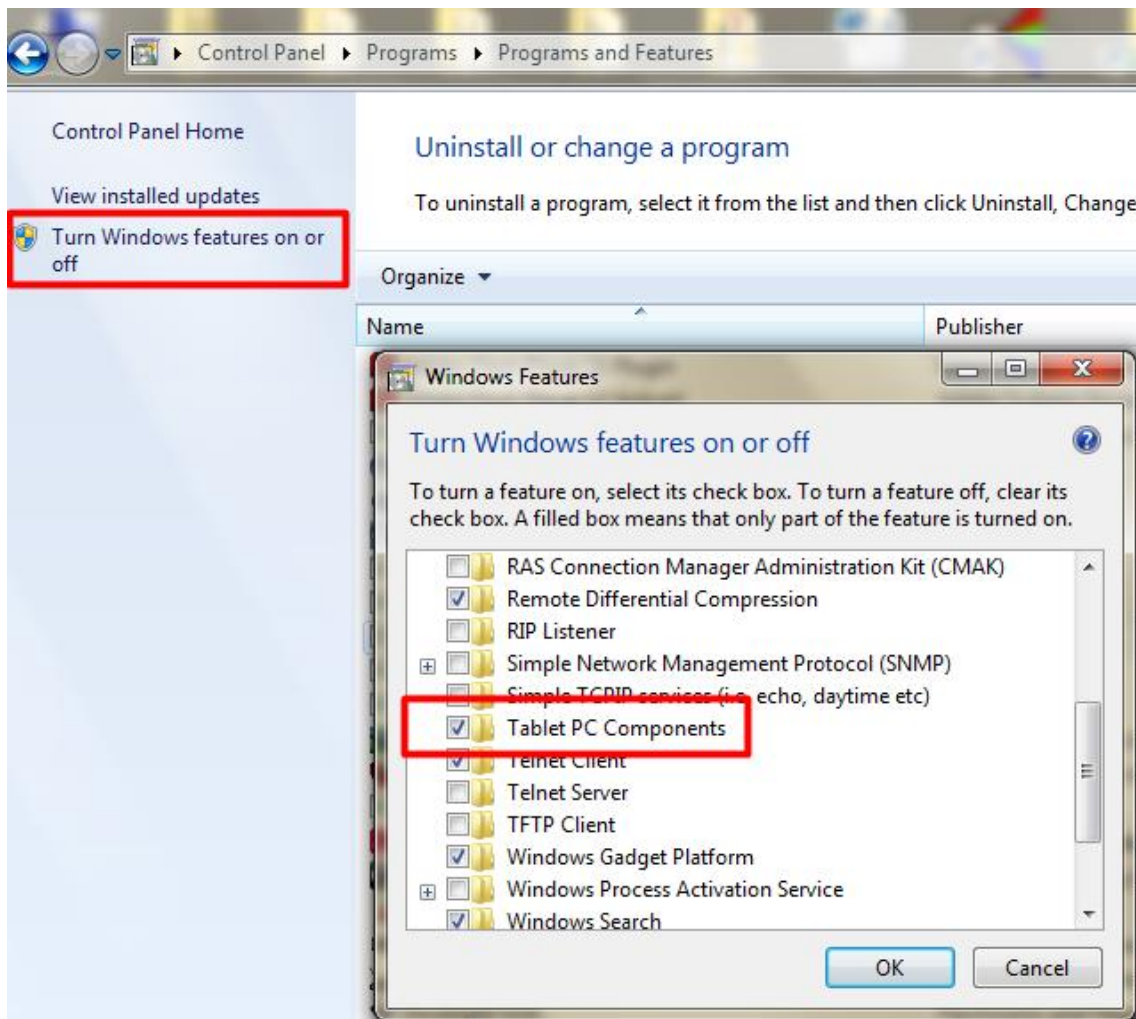 Control Panel Programs Programs and Features
Control Panel Home
View installed updates
Turn Windows features on or
off
Uninstall or change a program
To uninstall a program, select it from the list and then click Uninstall, Change
Organize
Name Publisher
Windows Features
Turn Windows features on or off
To turn a feature on, select its check box. To turn a feature off, clear its
check box. A filled box means that only part of the feature is turned on.
RAS Connection Manager Administration Kit (CMAK)
Remote Differential Compression
RIP Listener
Simple Network Management Protocol (SNMP)
Simple TCPIP services (i.e. echo, daytime etc)
Tablet PC Components
Telnet Client
Telnet Server
TFTP Client
Windows Gadget Platform
Windows Process Activation Service
Windows Search
OK Cancel